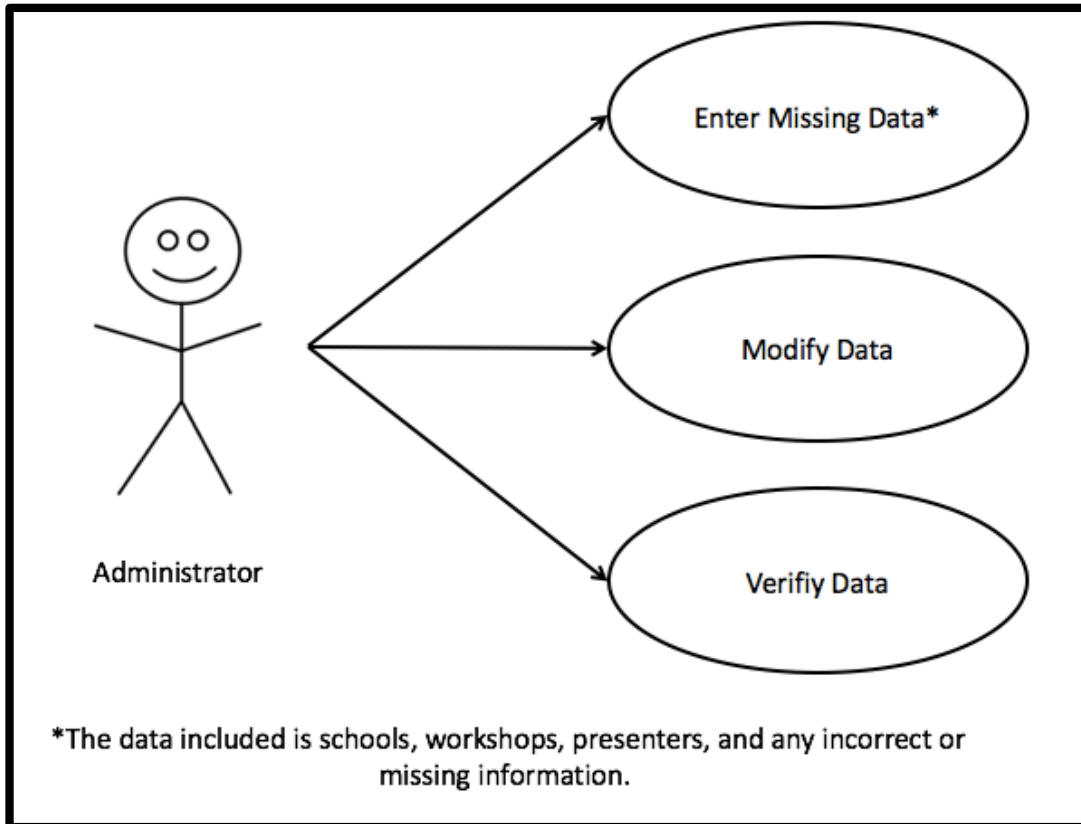 Enter Missing Data*
Modify Data
Verifiy Data
Administrator
*The data included is schools, workshops, presenters, and any incorrect or
missing information.